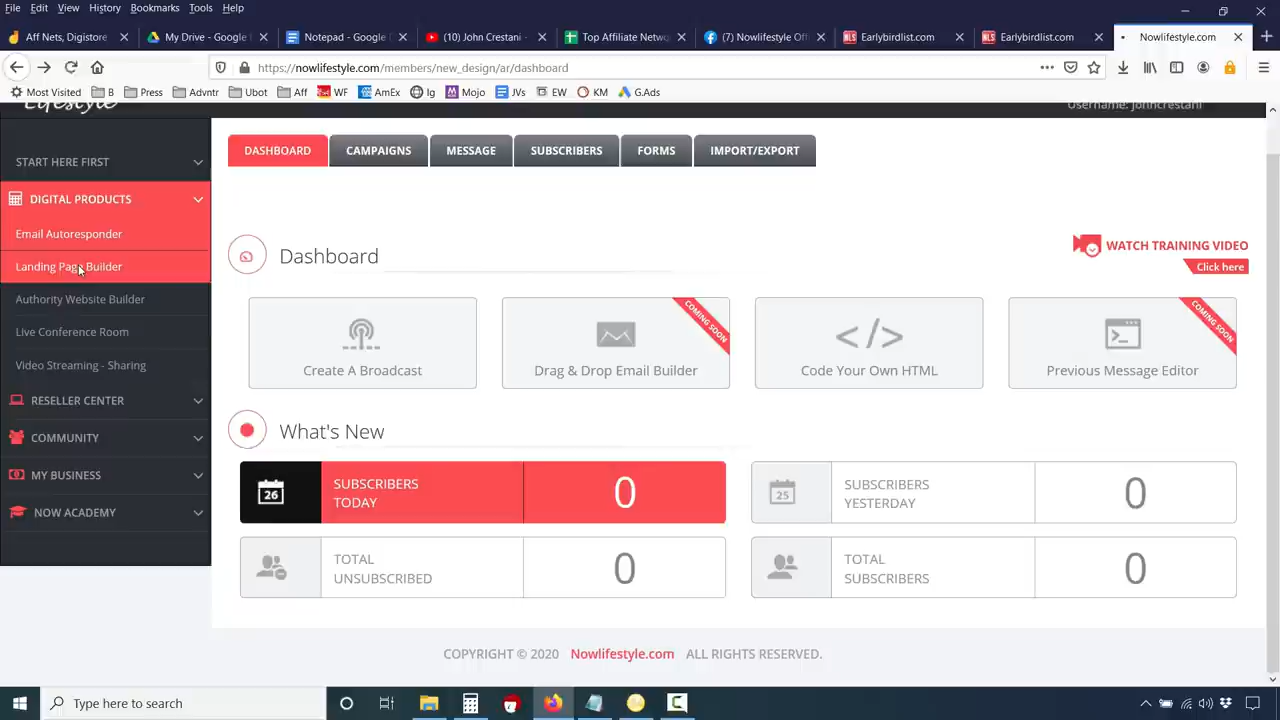 File Edit View History Bookmarks Tools Help
Aff Nets, Digistore
My Drive - Google
Notepad - Google
(10) John Crestani -
Top Affiliate Netw
(7) Nowlifestyle Off
Earlybirdlist.com
Earlybirdlist.com
Nowlifestyle.com
https://nowlifestyle.com/members/new_design/ar/dashboard
Most Visited B Press Advntr Ubot Aff WF AmEx Ig Mojo JVs EW KM G.Ads
Lifestyle
Username: johncrestani
START HERE FIRST
DIGITAL PRODUCTS
Email Autoresponder
Landing Page Builder
Authority Website Builder
Live Conference Room
Video Streaming - Sharing
RESELLER CENTER
COMMUNITY
MY BUSINESS
NOW ACADEMY
DASHBOARD CAMPAIGNS MESSAGE SUBSCRIBERS FORMS IMPORT/EXPORT
Dashboard
WATCH TRAINING VIDEO
Click here
Create A Broadcast
COMING SOON
Drag & Drop Email Builder
</>
Code Your Own HTML
COMING SOON
Previous Message Editor
What's New
26
SUBSCRIBERS
TODAY
0
25
SUBSCRIBERS
YESTERDAY
0
TOTAL
UNSUBSCRIBED
0
TOTAL
SUBSCRIBERS
0
COPYRIGHT © 2020 Nowlifestyle.com ALL RIGHTS RESERVED.
Type here to search